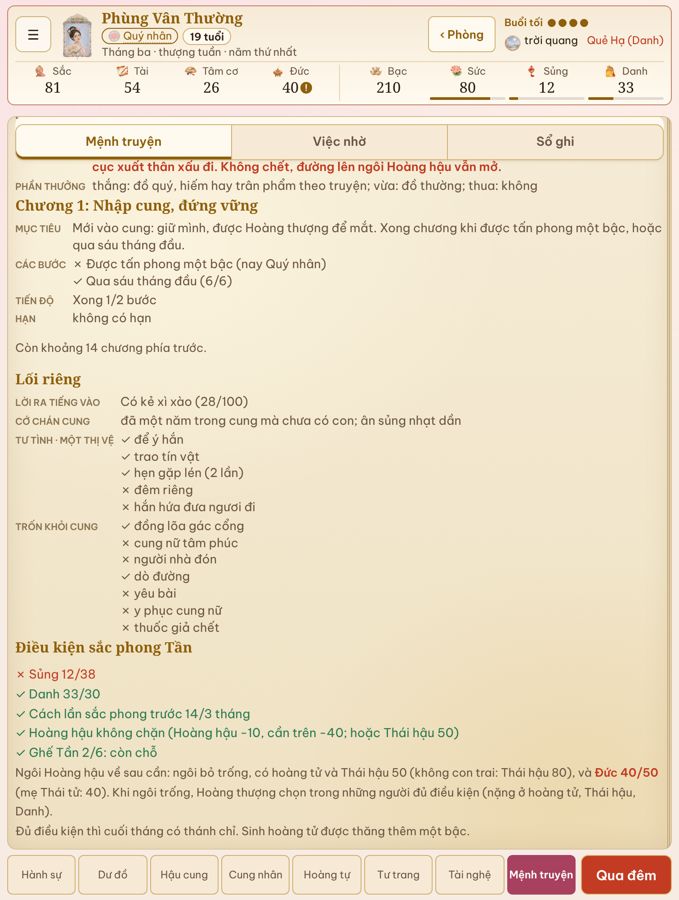 ☰
Phùng Vân Thường
Quý nhân
19 tuổi
Tháng ba · thượng tuần · năm thứ nhất
‹ Phòng
Buổi tối
trời quang Quẻ Hạ (Danh)
Sắc
81
Tài
54
Tâm cơ
26
Đức
40!
Bạc
210
Sức
80
Sủng
12
Danh
33
Mệnh truyện
Việc nhờ
Sổ ghi
cục xuất thân xấu đi. Không chết, đường lên ngôi Hoàng hậu vẫn mở.
PHẦN THƯỞNG thắng: đồ quý, hiếm hay trân phẩm theo truyện; vừa: đồ thường; thua: không
Chương 1: Nhập cung, đứng vững
MỤC TIÊU Mới vào cung: giữ mình, được Hoàng thượng để mắt. Xong chương khi được tấn phong một bậc, hoặc
qua sáu tháng đầu.
CÁC BƯỚC × Được tấn phong một bậc (nay Quý nhân)
✓ Qua sáu tháng đầu (6/6)
TIẾN ĐỘ Xong 1/2 bước
HẠN không có hạn
Còn khoảng 14 chương phía trước.
Lối riêng
LỜI RA TIẾNG VÀO Có kẻ xì xào (28/100)
CỚ CHÁN CUNG đã một năm trong cung mà chưa có con; ân sủng nhạt dần
TƯ TÌNH · MỘT THỊ VỆ ✓ để ý hắn
✓ trao tín vật
✓ hẹn gặp lén (2 lần)
× đêm riêng
× hắn hứa đưa ngươi đi
TRỐN KHỎI CUNG ✓ đồng lõa gác cổng
× cung nữ tâm phúc
× người nhà đón
✓ dò đường
× yêu bài
× y phục cung nữ
× thuốc giả chết
Điều kiện sắc phong Tần
× Sủng 12/38
✓ Danh 33/30
✓ Cách lần sắc phong trước 14/3 tháng
✓ Hoàng hậu không chặn (Hoàng hậu -10, cần trên -40; hoặc Thái hậu 50)
✓ Ghế Tần 2/6: còn chỗ
Ngôi Hoàng hậu về sau cần: ngôi bỏ trống, có hoàng tử và Thái hậu 50 (không con trai: Thái hậu 80), và Đức 40/50
(mẹ Thái tử: 40). Khi ngôi trống, Hoàng thượng chọn trong những người đủ điều kiện (nặng ở hoàng tử, Thái hậu,
Danh).
Đủ điều kiện thì cuối tháng có thánh chỉ. Sinh hoàng tử được thăng thêm một bậc.
Hành sự
Dư đồ
Hậu cung
Cung nhân
Hoàng tự
Tư trang
Tài nghệ
Mệnh truyện
Qua đêm